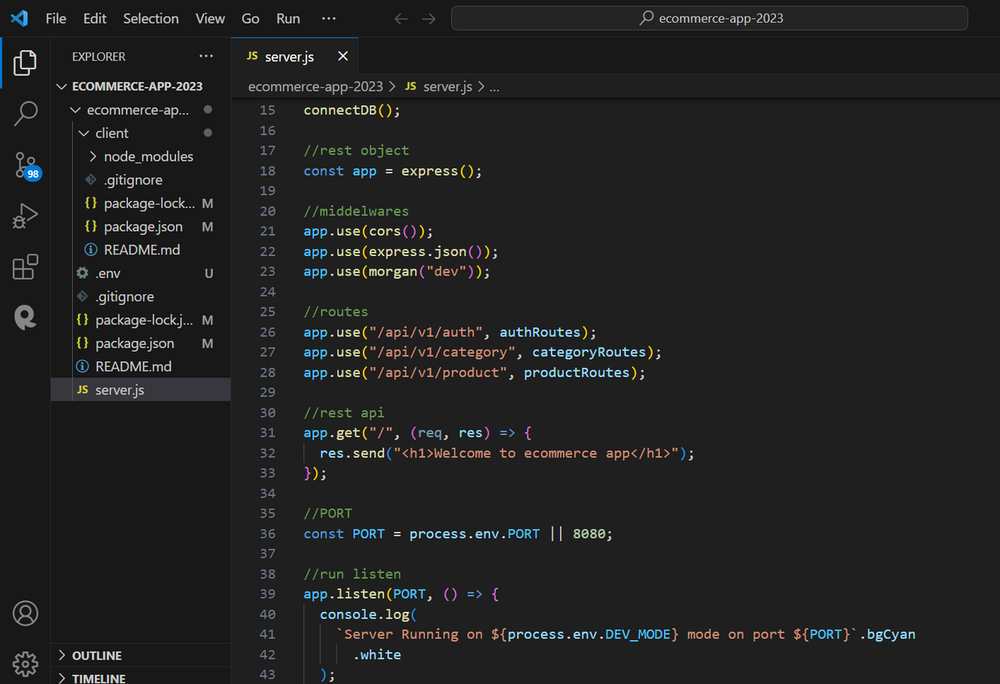 File Edit Selection View Go Run ··· ecommerce-app-2023
EXPLORER ···
ECOMMERCE-APP-2023
ecommerce-ap...
client
node_modules
.gitignore
package-lock... M
package.json M
README.md
.env U
.gitignore
package-lock.j... M
package.json M
README.md
JS server.js
OUTLINE
TIMELINE
98
JS server.js
ecommerce-app-2023 > JS server.js > ...
15 connectDB();
16
17 //rest object
18 const app = express();
19
20 //middelwares
21 app.use(cors());
22 app.use(express.json());
23 app.use(morgan("dev"));
24
25 //routes
26 app.use("/api/v1/auth", authRoutes);
27 app.use("/api/v1/category", categoryRoutes);
28 app.use("/api/v1/product", productRoutes);
29
30 //rest api
31 app.get("/", (req, res) => {
32   res.send("<h1>Welcome to ecommerce app</h1>");
33 });
34
35 //PORT
36 const PORT = process.env.PORT || 8080;
37
38 //run listen
39 app.listen(PORT, () => {
40   console.log(
41     `Server Running on ${process.env.DEV_MODE} mode on port ${PORT}`.bgCyan
42       .white
43   );